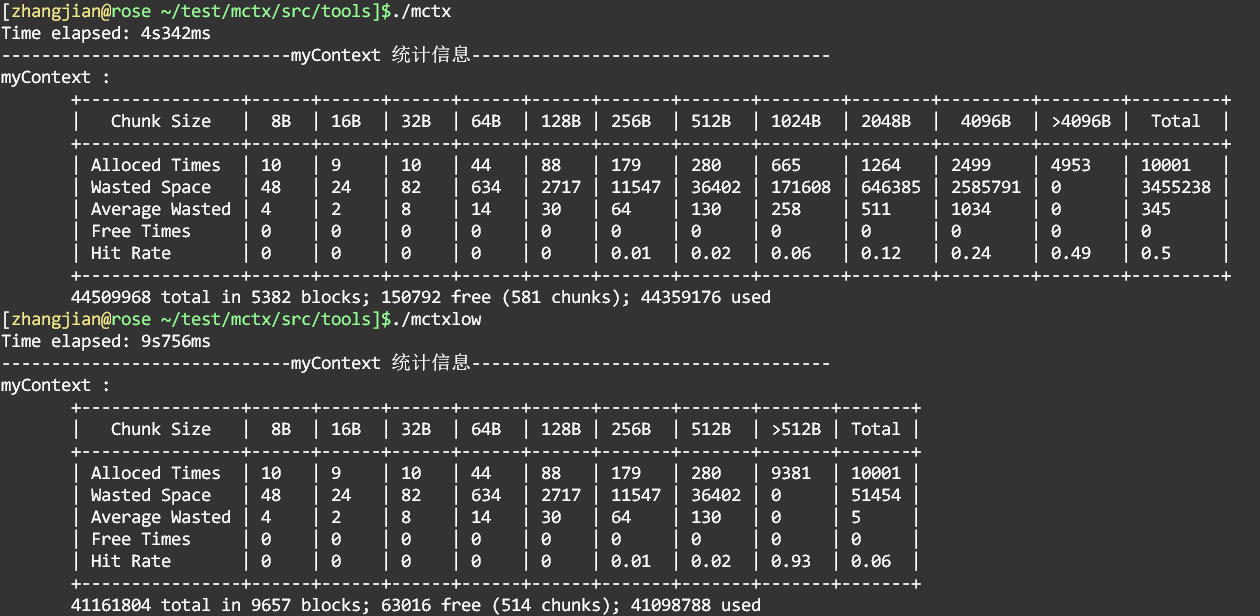 [zhangjian@rose ~/test/mctx/src/tools]$./mctx
Time elapsed: 4s342ms
-----------------------------myContext 统计信息------------------------------------
myContext :
+----------------+------+------+------+------+-------+-------+-------+--------+--------+---------+--------+---------+
| Chunk Size | 8B | 16B | 32B | 64B | 128B | 256B | 512B | 1024B | 2048B | 4096B | >4096B | Total |
+----------------+------+------+------+------+-------+-------+-------+--------+--------+---------+--------+---------+
| Alloced Times | 10 | 9 | 10 | 44 | 88 | 179 | 280 | 665 | 1264 | 2499 | 4953 | 10001 |
| Wasted Space | 48 | 24 | 82 | 634 | 2717 | 11547 | 36402 | 171608 | 646385 | 2585791 | 0 | 3455238 |
| Average Wasted | 4 | 2 | 8 | 14 | 30 | 64 | 130 | 258 | 511 | 1034 | 0 | 345 |
| Free Times | 0 | 0 | 0 | 0 | 0 | 0 | 0 | 0 | 0 | 0 | 0 | 0 |
| Hit Rate | 0 | 0 | 0 | 0 | 0 | 0.01 | 0.02 | 0.06 | 0.12 | 0.24 | 0.49 | 0.5 |
+----------------+------+------+------+------+-------+-------+-------+--------+--------+---------+--------+---------+
44509968 total in 5382 blocks; 150792 free (581 chunks); 44359176 used
[zhangjian@rose ~/test/mctx/src/tools]$./mctxlow
Time elapsed: 9s756ms
-----------------------------myContext 统计信息------------------------------------
myContext :
+----------------+------+------+------+------+-------+-------+-------+-------+-------+
| Chunk Size | 8B | 16B | 32B | 64B | 128B | 256B | 512B | >512B | Total |
+----------------+------+------+------+------+-------+-------+-------+-------+-------+
| Alloced Times | 10 | 9 | 10 | 44 | 88 | 179 | 280 | 9381 | 10001 |
| Wasted Space | 48 | 24 | 82 | 634 | 2717 | 11547 | 36402 | 0 | 51454 |
| Average Wasted | 4 | 2 | 8 | 14 | 30 | 64 | 130 | 0 | 5 |
| Free Times | 0 | 0 | 0 | 0 | 0 | 0 | 0 | 0 | 0 |
| Hit Rate | 0 | 0 | 0 | 0 | 0 | 0.01 | 0.02 | 0.93 | 0.06 |
+----------------+------+------+------+------+-------+-------+-------+-------+-------+
41161804 total in 9657 blocks; 63016 free (514 chunks); 41098788 used